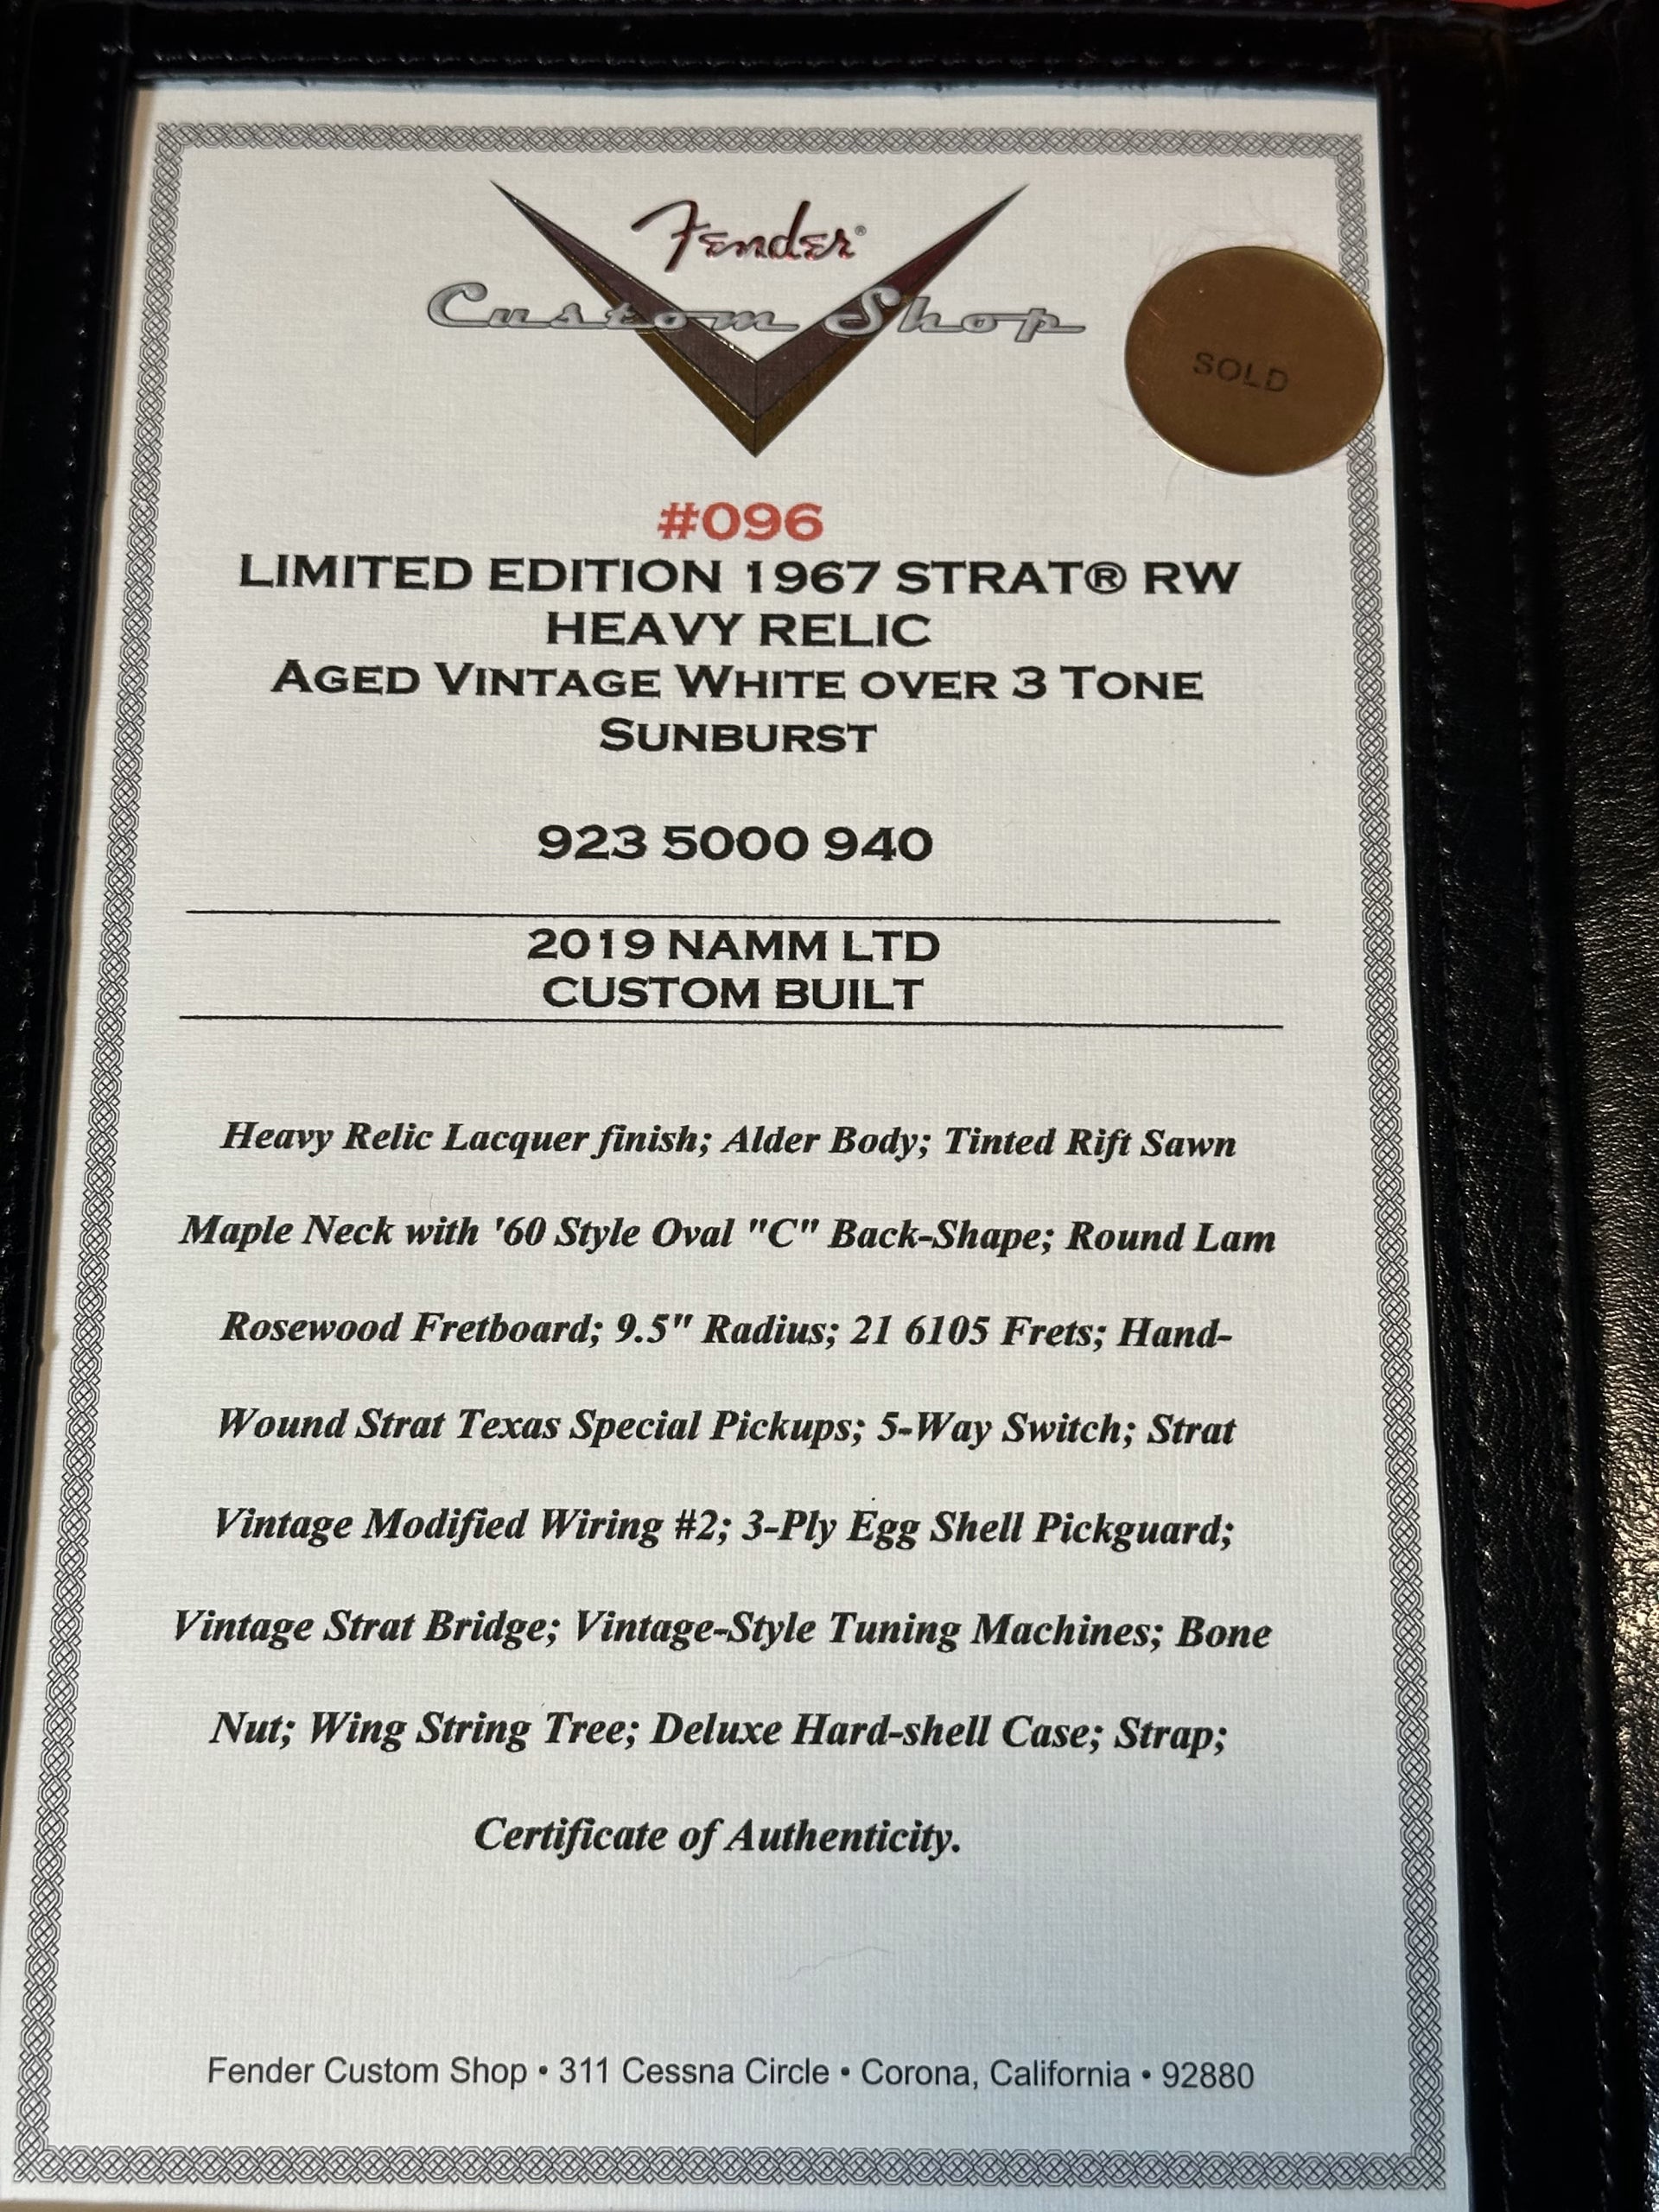 Fender®
Custom Shop
SOLD
#096
LIMITED EDITION 1967 STRAT® RW
HEAVY RELIC
AGED VINTAGE WHITE OVER 3 TONE
SUNBURST
923 5000 940
2019 NAMM LTD
CUSTOM BUILT
Heavy Relic Lacquer finish; Alder Body; Tinted Rift Sawn
Maple Neck with '60 Style Oval "C" Back-Shape; Round Lam
Rosewood Fretboard; 9.5" Radius; 21 6105 Frets; Hand-
Wound Strat Texas Special Pickups; 5-Way Switch; Strat
Vintage Modified Wiring #2; 3-Ply Egg Shell Pickguard;
Vintage Strat Bridge; Vintage-Style Tuning Machines; Bone
Nut; Wing String Tree; Deluxe Hard-shell Case; Strap;
Certificate of Authenticity.
Fender Custom Shop • 311 Cessna Circle • Corona, California • 92880